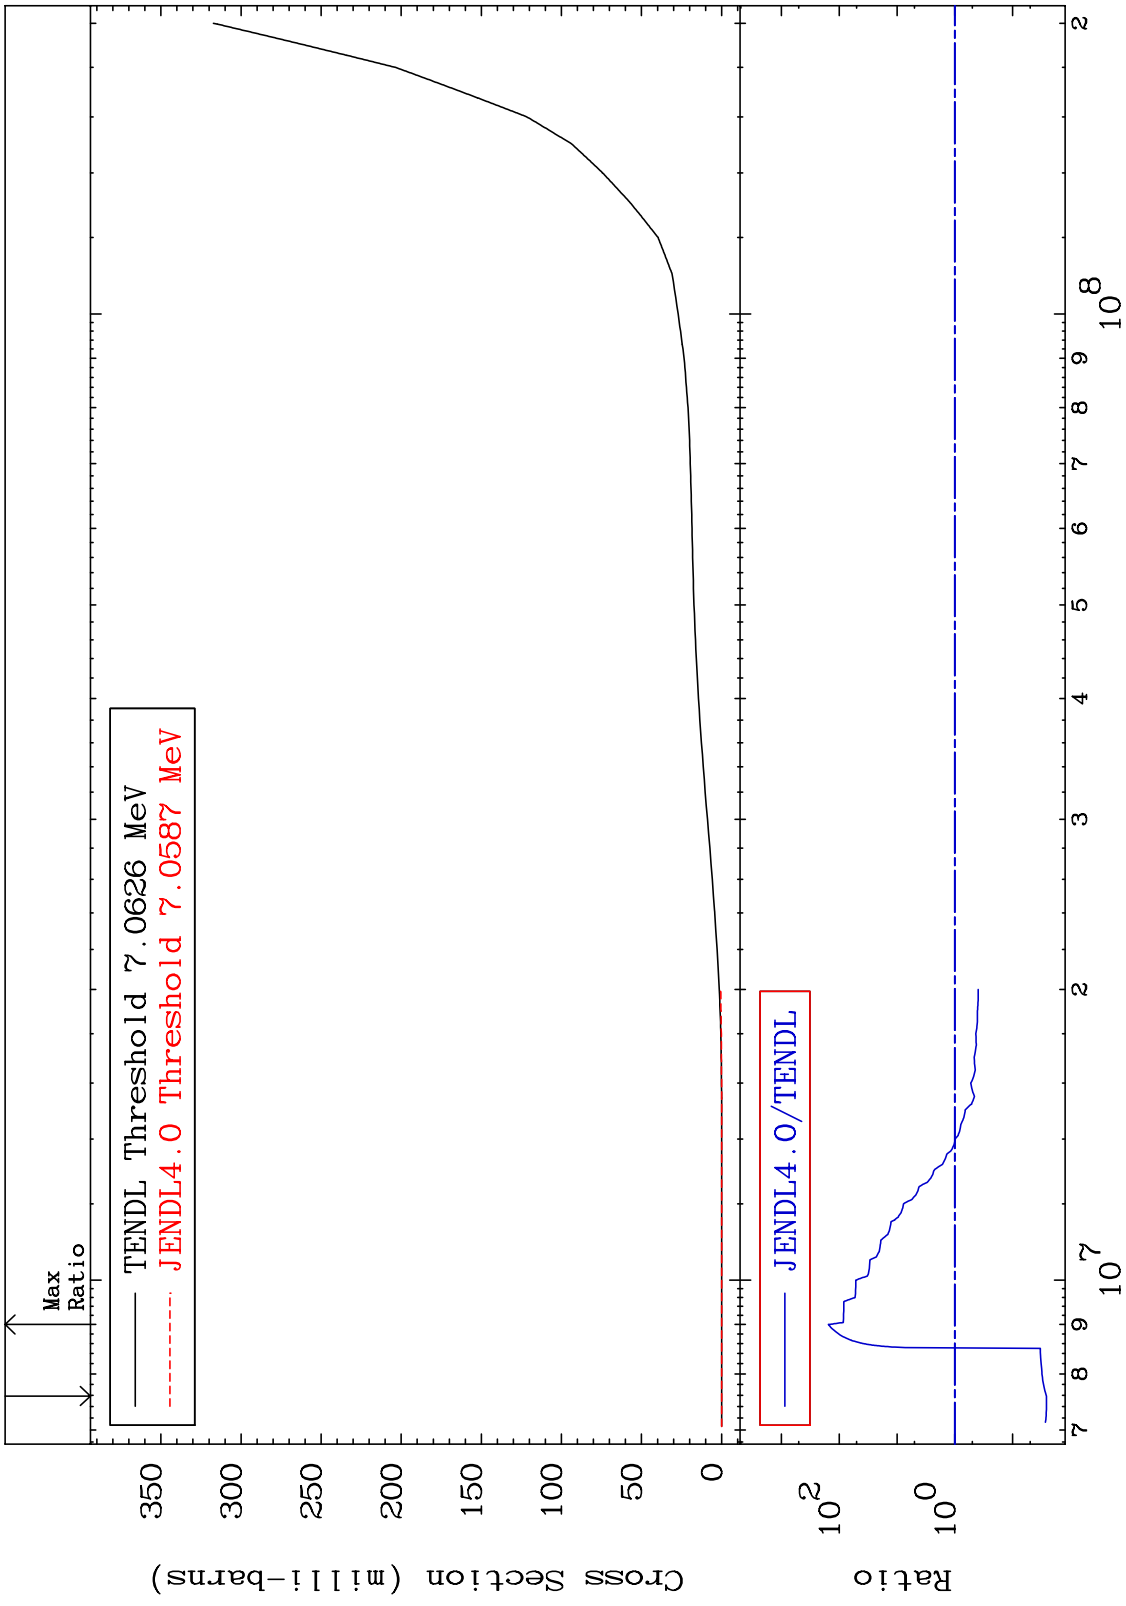 Max
Ratio
TENDL Threshold 7.0626 MeV
JENDL4.0 Threshold 7.0587 MeV
Cross Section (milli-barns)
350
300
250
200
150
100
50
0
JENDL4.0/TENDL
Ratio
10 2
10 0
7 8 9 10 7 2 3 4 5 6 7 8 9 10 8 2